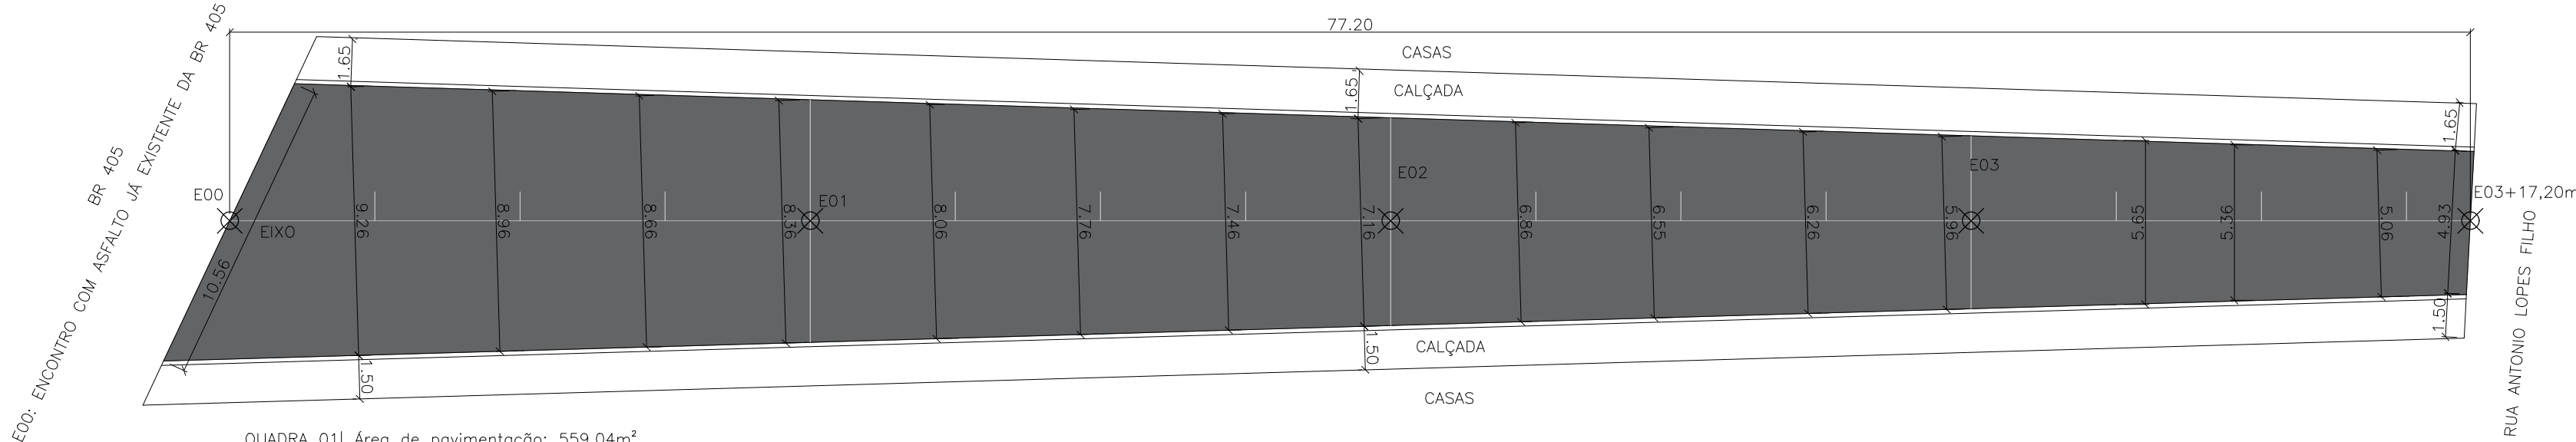 77.20
CASAS
1.65
1.65
CALÇADA
1.65
BR 405
E00: ENCONTRO COM ASFALTO JÁ EXISTENTE DA BR 405
E00
EIXO
10.56
9.26
8.96
8.66
8.36
E01
8.06
7.76
7.46
7.16
E02
6.86
6.55
6.26
5.96
E03
5.65
5.36
5.06
4.93
E03+17,20m
RUA ANTONIO LOPES FILHO
1.50
1.50
1.50
CALÇADA
CASAS
QUADRA 01| Área de pavimentação: 559,04m²